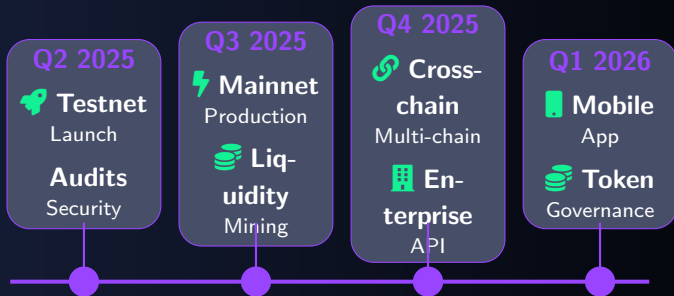 Q2 2025
Testnet
Launch
Audits
Security
Q3 2025
Mainnet
Production
Liq-
uidity
Mining
Q4 2025
Cross-
chain
Multi-chain
En-
terprise
API
Q1 2026
Mobile
App
Token
Governance